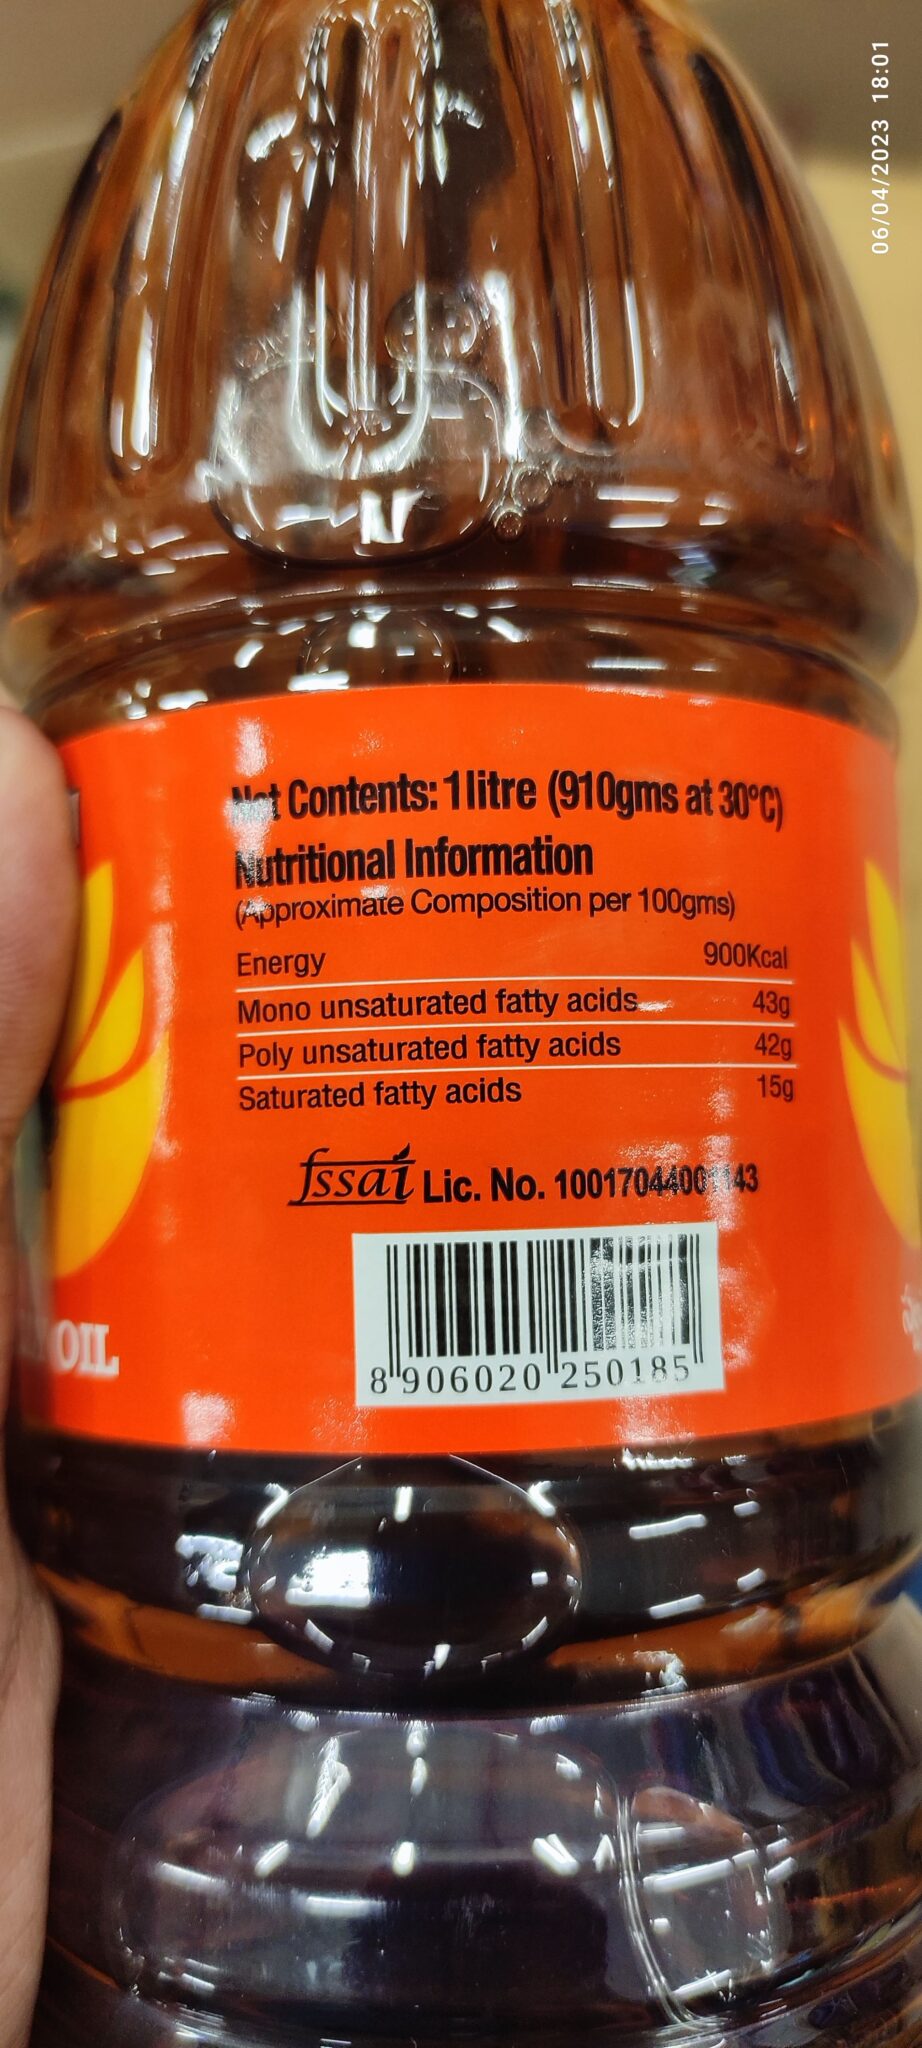 06/04/2023 18:01
Net Contents: 1 litre (910gms at 30°C)
Nutritional Information
(Approximate Composition per 100gms)
Energy 900Kcal
Mono unsaturated fatty acids 43g
Poly unsaturated fatty acids 42g
Saturated fatty acids 15g
fssai Lic. No. 10017044001143
OIL
8 906020 250185